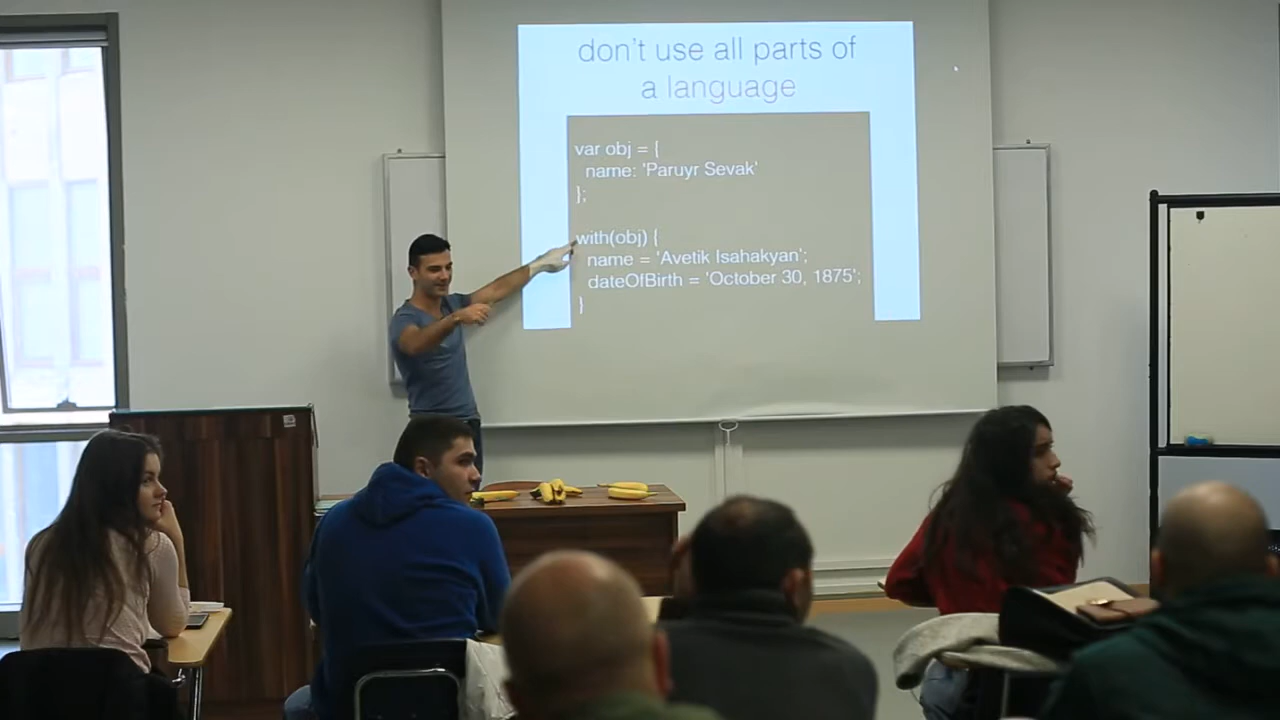 don't use all parts of
a language
var obj = {
name: 'Paruyr Sevak'
};
with(obj) {
name = 'Avetik Isahakyan';
dateOfBirth = 'October 30, 1875';
}